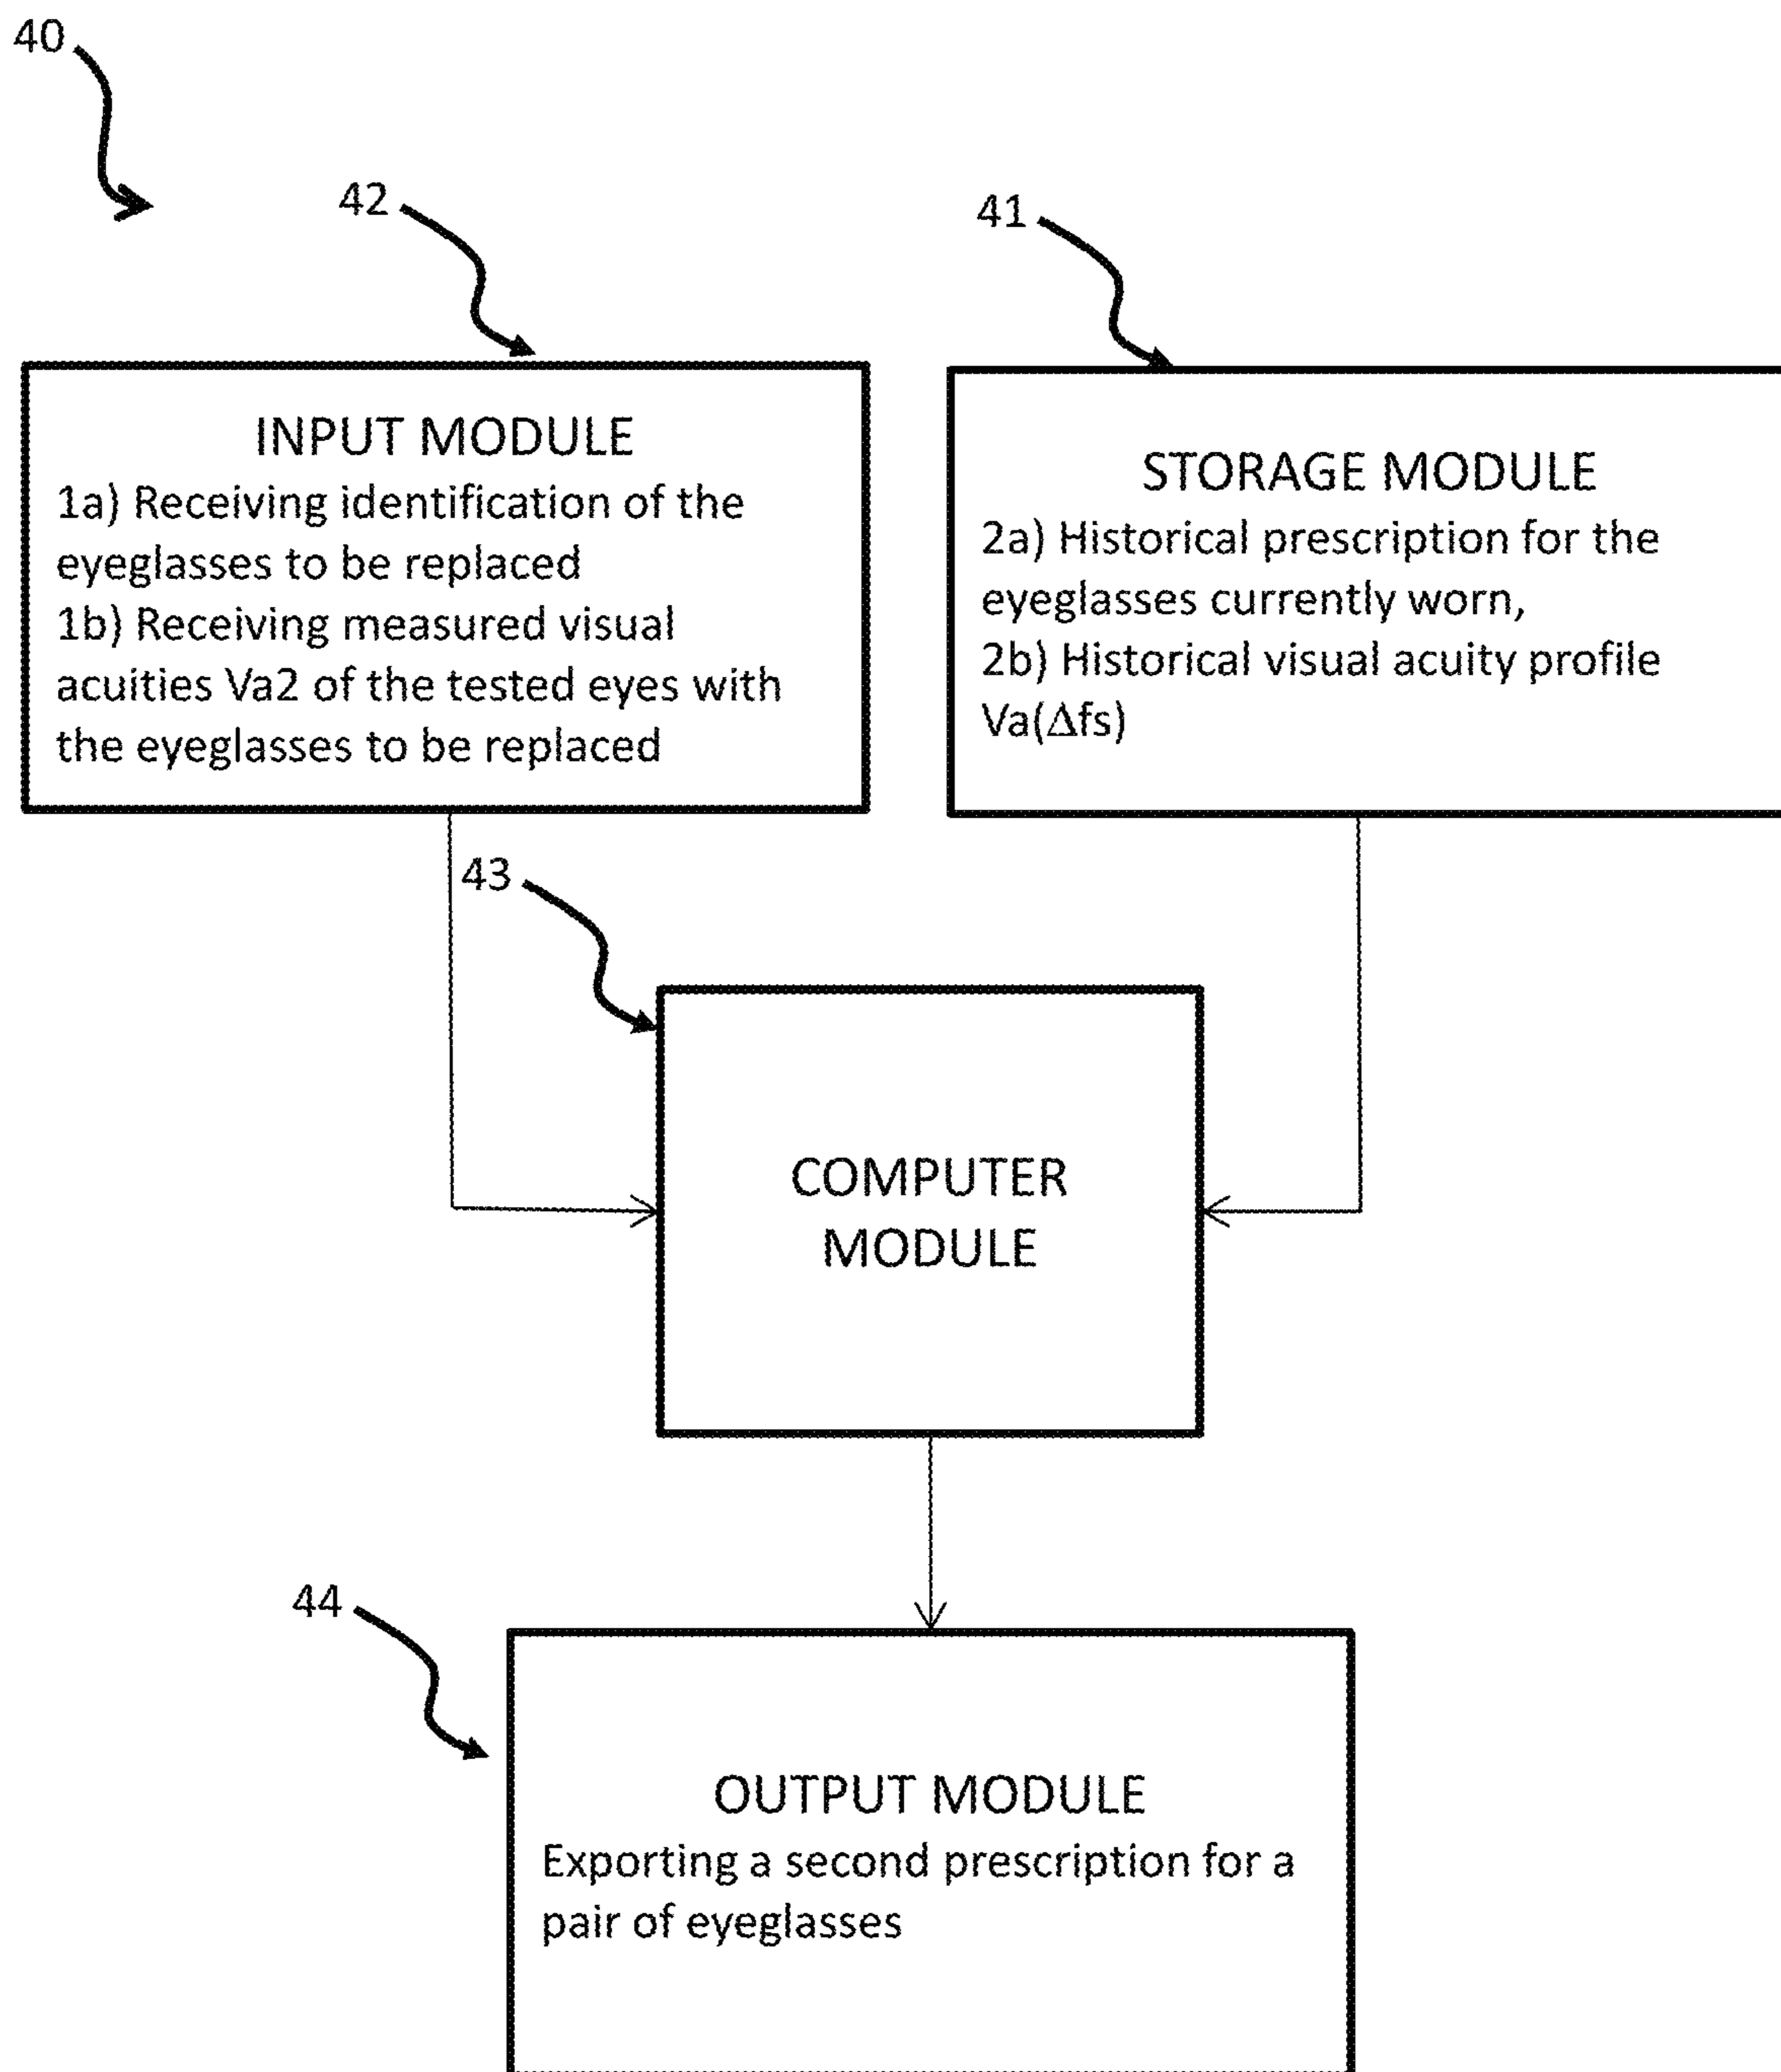 40
42
41
INPUT MODULE
1a) Receiving identification of the
eyeglasses to be replaced
1b) Receiving measured visual
acuities Va2 of the tested eyes with
the eyeglasses to be replaced
STORAGE MODULE
2a) Historical prescription for the
eyeglasses currently worn,
2b) Historical visual acuity profile
Va(Δfs)
43
COMPUTER
MODULE
44
OUTPUT MODULE
Exporting a second prescription for a
pair of eyeglasses